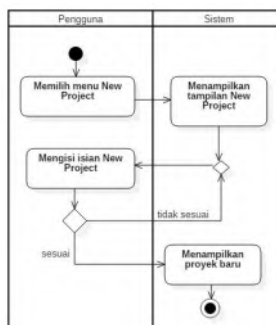 Pengguna
Sistem
Memilih menu New
Project
Menampilkan
tampilan New
Project
Mengisi isian New
Project
tidak sesuai
sesuai
Menampilkan
proyek baru